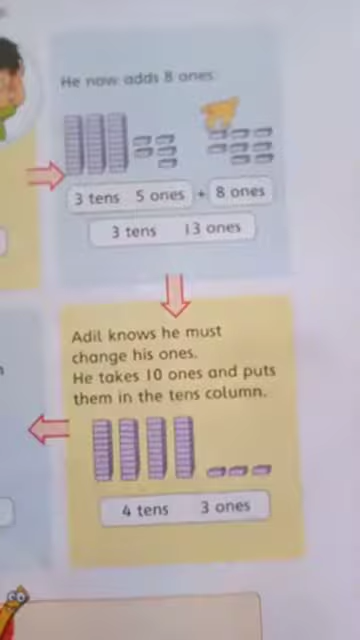 He now adds 8 ones.
3 tens 5 ones + 8 ones
3 tens 13 ones
Adil knows he must
change his ones.
He takes 10 ones and puts
them in the tens column.
4 tens 3 ones